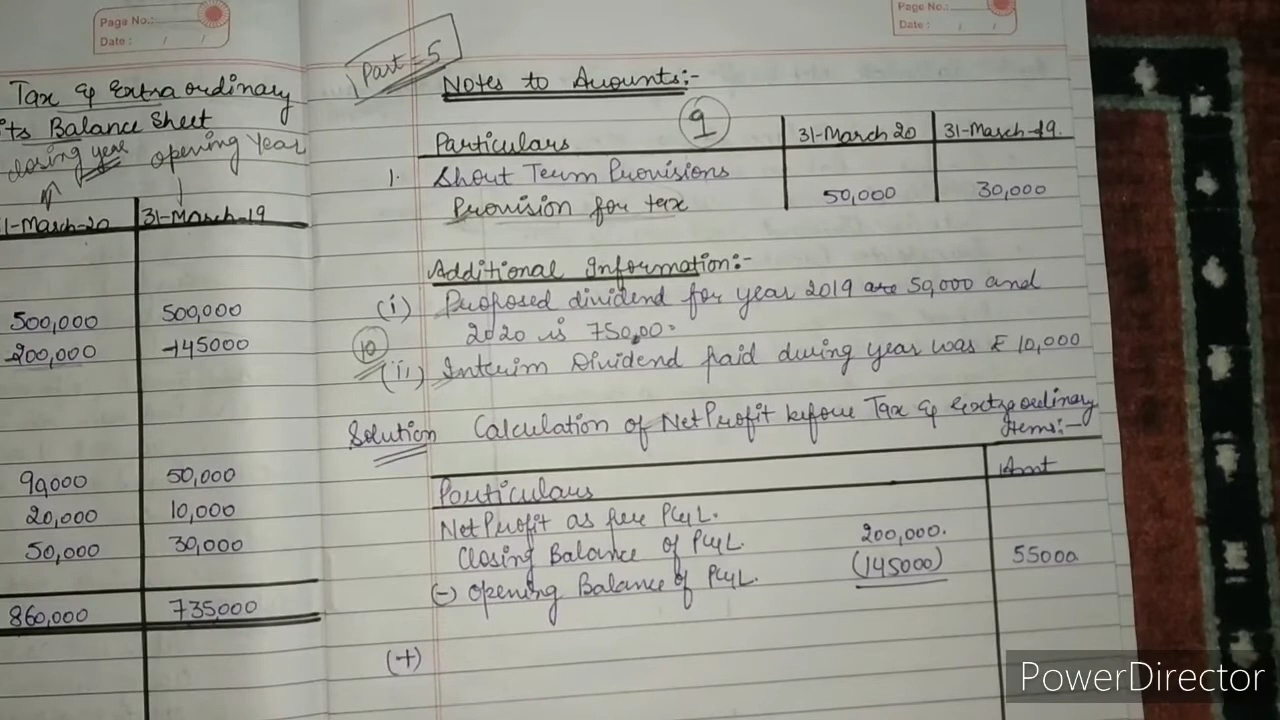 Page No.:
Date : / /
Tax & Extraordinary
its Balance Sheet
closing year opening Year
1-March-20 31-March-19
500,000 500,000
200,000 145000
90,000 50,000
20,000 10,000
50,000 30,000
860,000 735000
Page No.:
Date : / /
Part-5
Notes to Accounts:-
9
Particulars 31-March 20 31-March-19.
1. Short Term Provisions
Provision for tax 50,000 30,000
Additional Information:-
(i) Proposed dividend for year 2019 are 50,000 and
2020 is 750,00.
10
(ii) Interim Dividend paid during year was ₹ 10,000
Solution Calculation of Net Profit before Tax & Extraordinary
Items:-
Particulars Amt
Net Profit as per P&L.
Closing Balance of P&L. 200,000.
(-) Opening Balance of P&L. (145000) 55000
(+)
PowerDirector